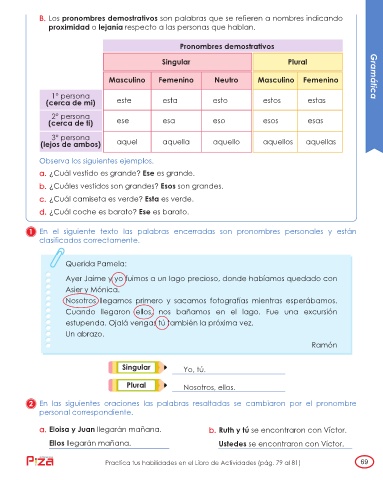 B. Los pronombres demostrativos son palabras que se refieren a nombres indicando
proximidad o lejanía respecto a las personas que hablan.
Pronombres demostrativos
Singular Plural
Masculino Femenino Neutro Masculino Femenino
1ª persona
(cerca de mi) este esta esto estos estas
2ª persona
(cerca de ti) ese esa eso esos esas
3ª persona
(lejos de ambos) aquel aquella aquello aquellos aquellas
Gramática
Observa los siguientes ejemplos.
a. ¿Cuál vestido es grande? Ese es grande.
b. ¿Cuáles vestidos son grandes? Esos son grandes.
c. ¿Cuál camiseta es verde? Esta es verde.
d. ¿Cuál coche es barato? Ese es barato.
1 En el siguiente texto las palabras encerradas son pronombres personales y están
clasificados correctamente.
Querida Pamela:
Ayer Jaime y yo fuimos a un lago precioso, donde habíamos quedado con
Asier y Mónica.
Nosotros llegamos primero y sacamos fotografías mientras esperábamos.
Cuando llegaron ellos, nos bañamos en el lago. Fue una excursión
estupenda. Ojalá vengas tú también la próxima vez.
Un abrazo.
Ramón
Singular Yo, tú.
Plural Nosotros, ellos.
2 En las siguientes oraciones las palabras resaltadas se cambiaron por el pronombre
personal correspondiente.
a. Eloisa y Juan llegarán mañana. b. Ruth y tú se encontraron con Víctor.
Ellos llegarán mañana. Ustedes se encontraron con Víctor.
Piza Practica tus habilidades en el Libro de Actividades (pág. 79 al 81) 69